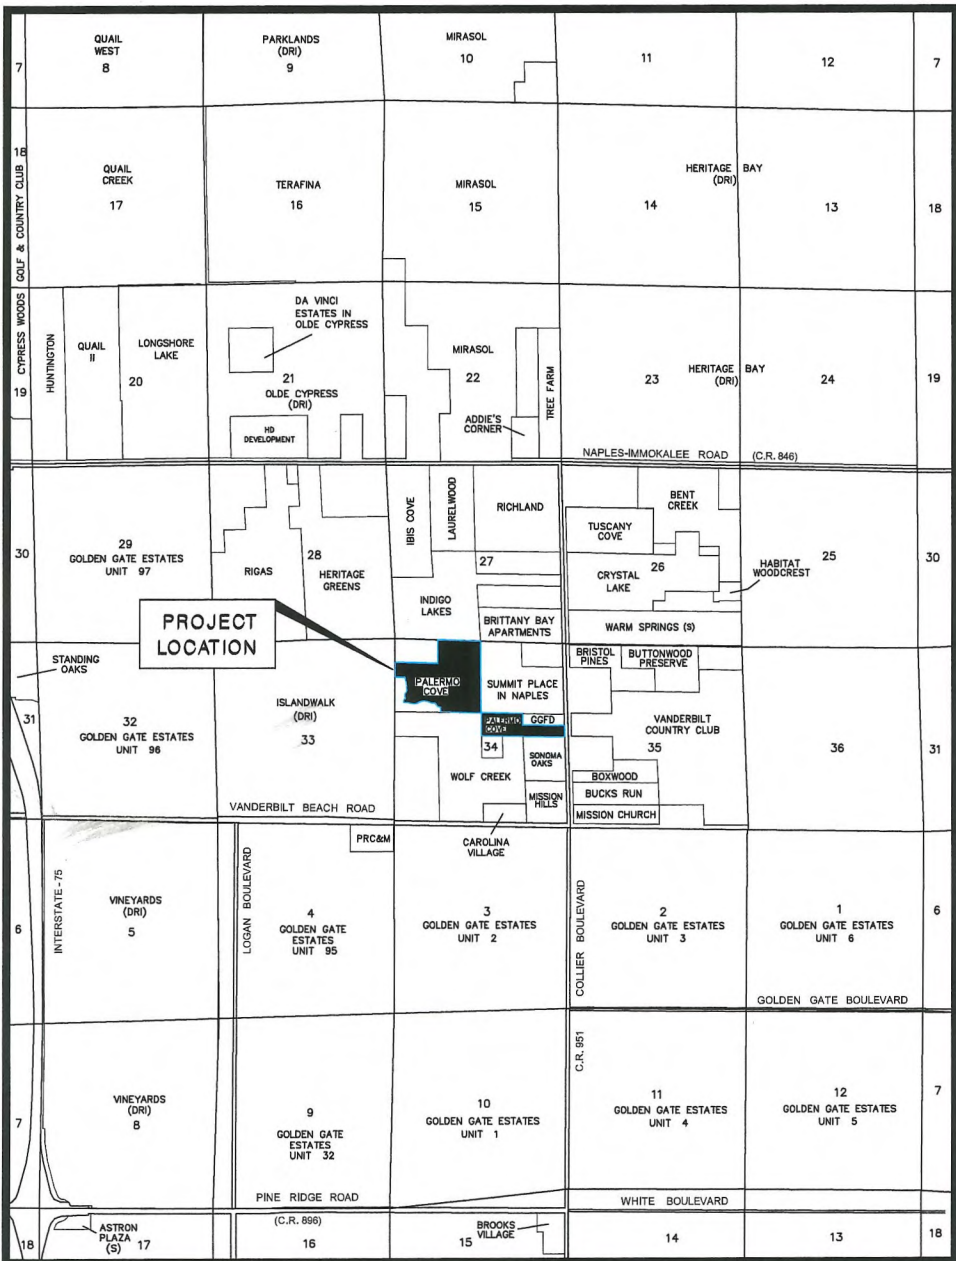 QUAIL
WEST
8
PARKLANDS
(DRI)
9
MIRASOL
10
11
12
7
7
18
QUAIL
CREEK
17
TERAFINA
16
MIRASOL
15
HERITAGE BAY
(DRI)
14
13
18
CYPRESS WOODS GOLF & COUNTRY CLUB
19
HUNTINGTON
QUAIL
II
LONGSHORE
LAKE
20
DA VINCI
ESTATES IN
OLDE CYPRESS
21
OLDE CYPRESS
(DRI)
HD
DEVELOPMENT
MIRASOL
22
TREE FARM
ADDIE'S
CORNER
23
HERITAGE BAY
(DRI)
24
19
NAPLES-IMMOKALEE ROAD (C.R. 846)
30
29
GOLDEN GATE ESTATES
UNIT 97
RIGAS
28
HERITAGE
GREENS
IBIS COVE
LAURELWOOD
RICHLAND
27
INDIGO
LAKES
BRITTANY BAY
APARTMENTS
BENT
CREEK
TUSCANY
COVE
CRYSTAL
LAKE
26
HABITAT
WOODCREST
WARM SPRINGS (S)
25
30
PROJECT
LOCATION
STANDING
OAKS
31
32
GOLDEN GATE ESTATES
UNIT 96
ISLANDWALK
(DRI)
33
PALERMO
COVE
SUMMIT PLACE
IN NAPLES
PALERMO
COVE
GGFD
34
SONOMA
OAKS
WOLF CREEK
MISSION
HILLS
CAROLINA
VILLAGE
BRISTOL
PINES
BUTTONWOOD
PRESERVE
VANDERBILT
COUNTRY CLUB
35
BOXWOOD
BUCKS RUN
MISSION CHURCH
36
31
VANDERBILT BEACH ROAD
6
INTERSTATE-75
VINEYARDS
(DRI)
5
LOGAN BOULEVARD
PRC&M
4
GOLDEN GATE
ESTATES
UNIT 95
3
GOLDEN GATE ESTATES
UNIT 2
COLLIER BOULEVARD
2
GOLDEN GATE ESTATES
UNIT 3
1
GOLDEN GATE ESTATES
UNIT 6
6
GOLDEN GATE BOULEVARD
7
VINEYARDS
(DRI)
8
9
GOLDEN GATE
ESTATES
UNIT 32
10
GOLDEN GATE ESTATES
UNIT 1
C.R. 951
11
GOLDEN GATE ESTATES
UNIT 4
12
GOLDEN GATE ESTATES
UNIT 5
7
PINE RIDGE ROAD
WHITE BOULEVARD
18
ASTRON
PLAZA
(S)
17
(C.R. 896)
16
15
BROOKS
VILLAGE
14
13
18